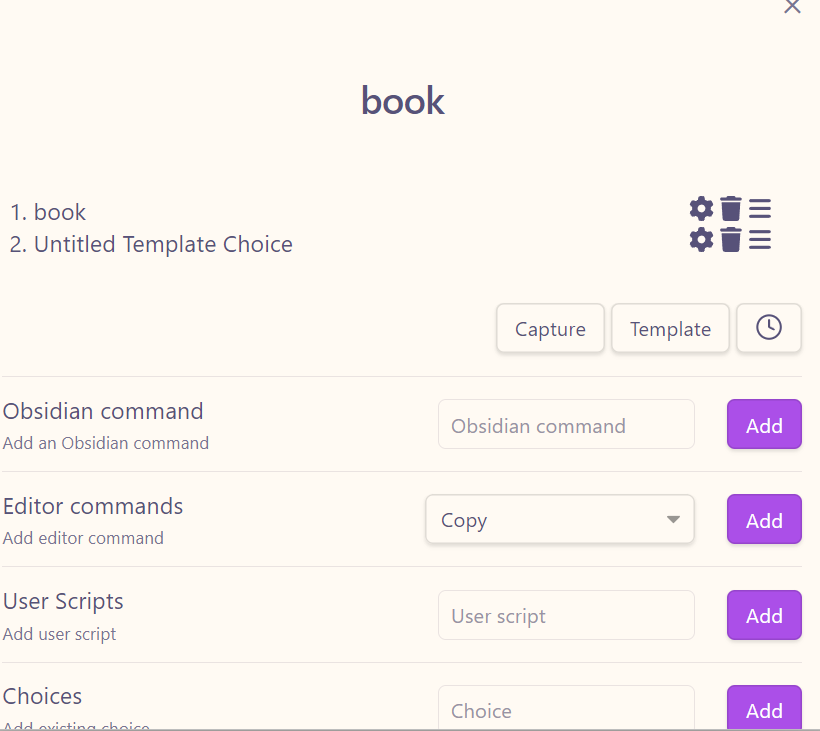 book
1. book
2. Untitled Template Choice
Capture
Template
Obsidian command
Add an Obsidian command
Obsidian command
Add
Editor commands
Add editor command
Copy
Add
User Scripts
Add user script
User script
Add
Choices
Add existing choice
Choice
Add